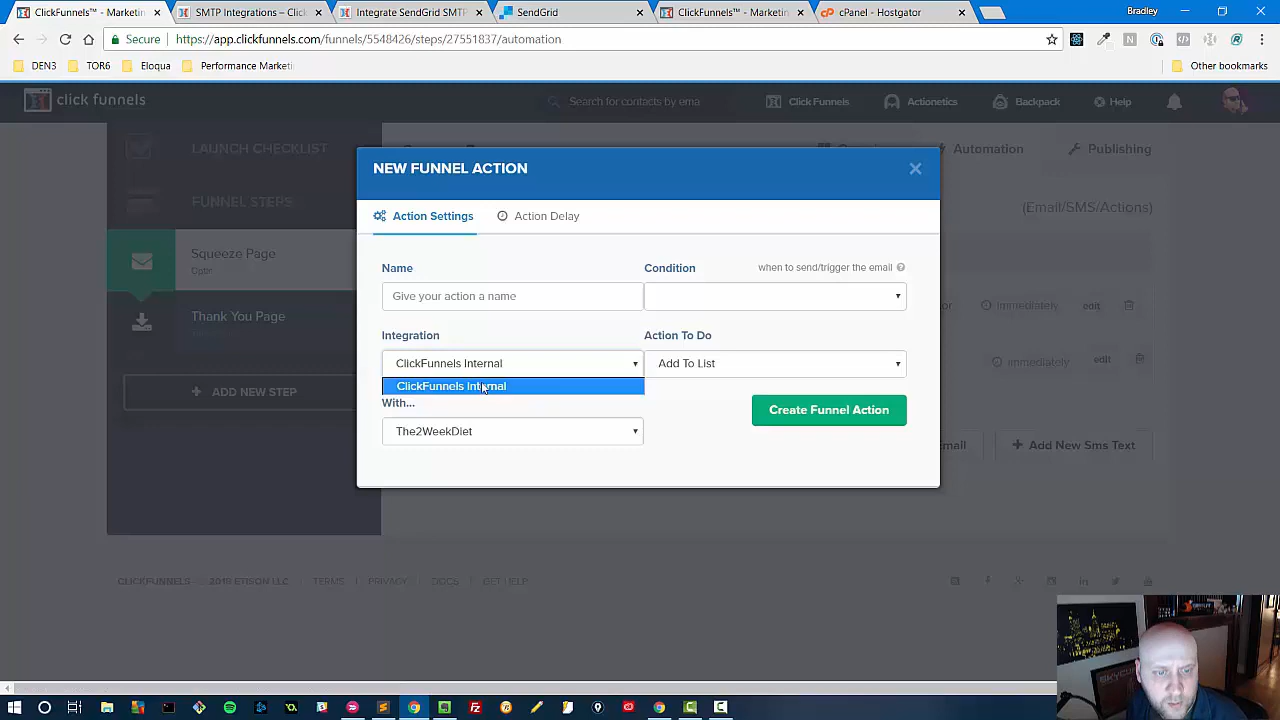 ClickFunnels™ - Marketin
SMTP Integrations – Click
Integrate SendGrid SMTP
SendGrid
ClickFunnels™ - Marketin
cPanel - Hostgator
Bradley
Secure
https://app.clickfunnels.com/funnels/5548426/steps/27551837/automation
DEN3
TOR6
Eloqua
Performance Marketi
Other bookmarks
click funnels
Search for contacts by ema
Click Funnels
Actionetics
Backpack
Help
LAUNCH CHECKLIST
Automation
Publishing
FUNNEL STEPS
(Email/SMS/Actions)
Squeeze Page
Thank You Page
immediately
edit
immediately
edit
ADD NEW STEP
mail
Add New Sms Text
NEW FUNNEL ACTION
Action Settings
Action Delay
Name
Condition
when to send/trigger the email
Give your action a name
Integration
Action To Do
ClickFunnels Internal
Add To List
ClickFunnels Internal
With...
Create Funnel Action
The2WeekDiet
CLICKFUNNELS
ETISON LLC
TERMS
PRIVACY
DOCS
GET HELP